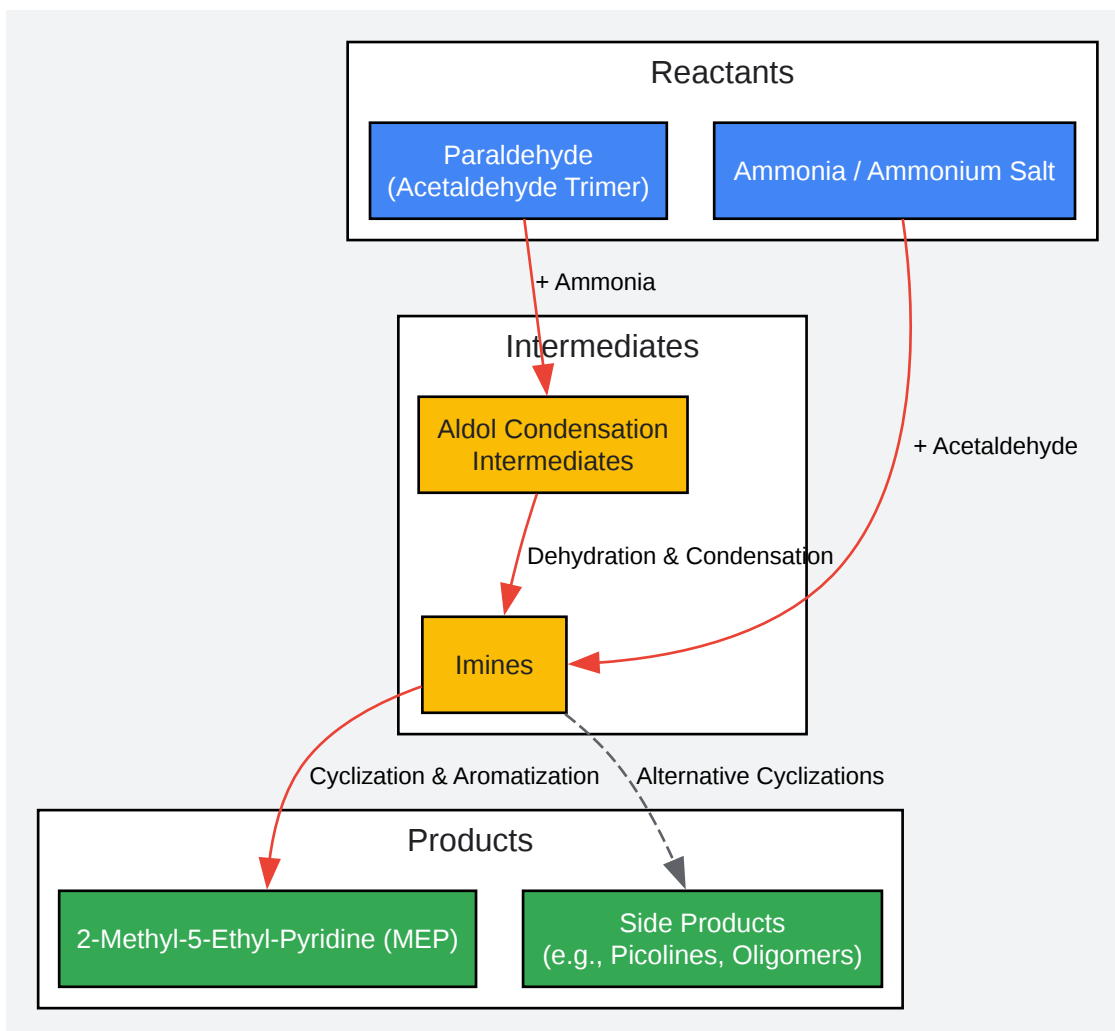 Reactants
Paraldehyde
(Acetaldehyde Trimer)
Ammonia / Ammonium Salt
+ Ammonia
Intermediates
Aldol Condensation
Intermediates
+ Acetaldehyde
Dehydration & Condensation
Imines
Cyclization & Aromatization
Alternative Cyclizations
Products
2-Methyl-5-Ethyl-Pyridine (MEP)
Side Products
(e.g., Picolines, Oligomers)